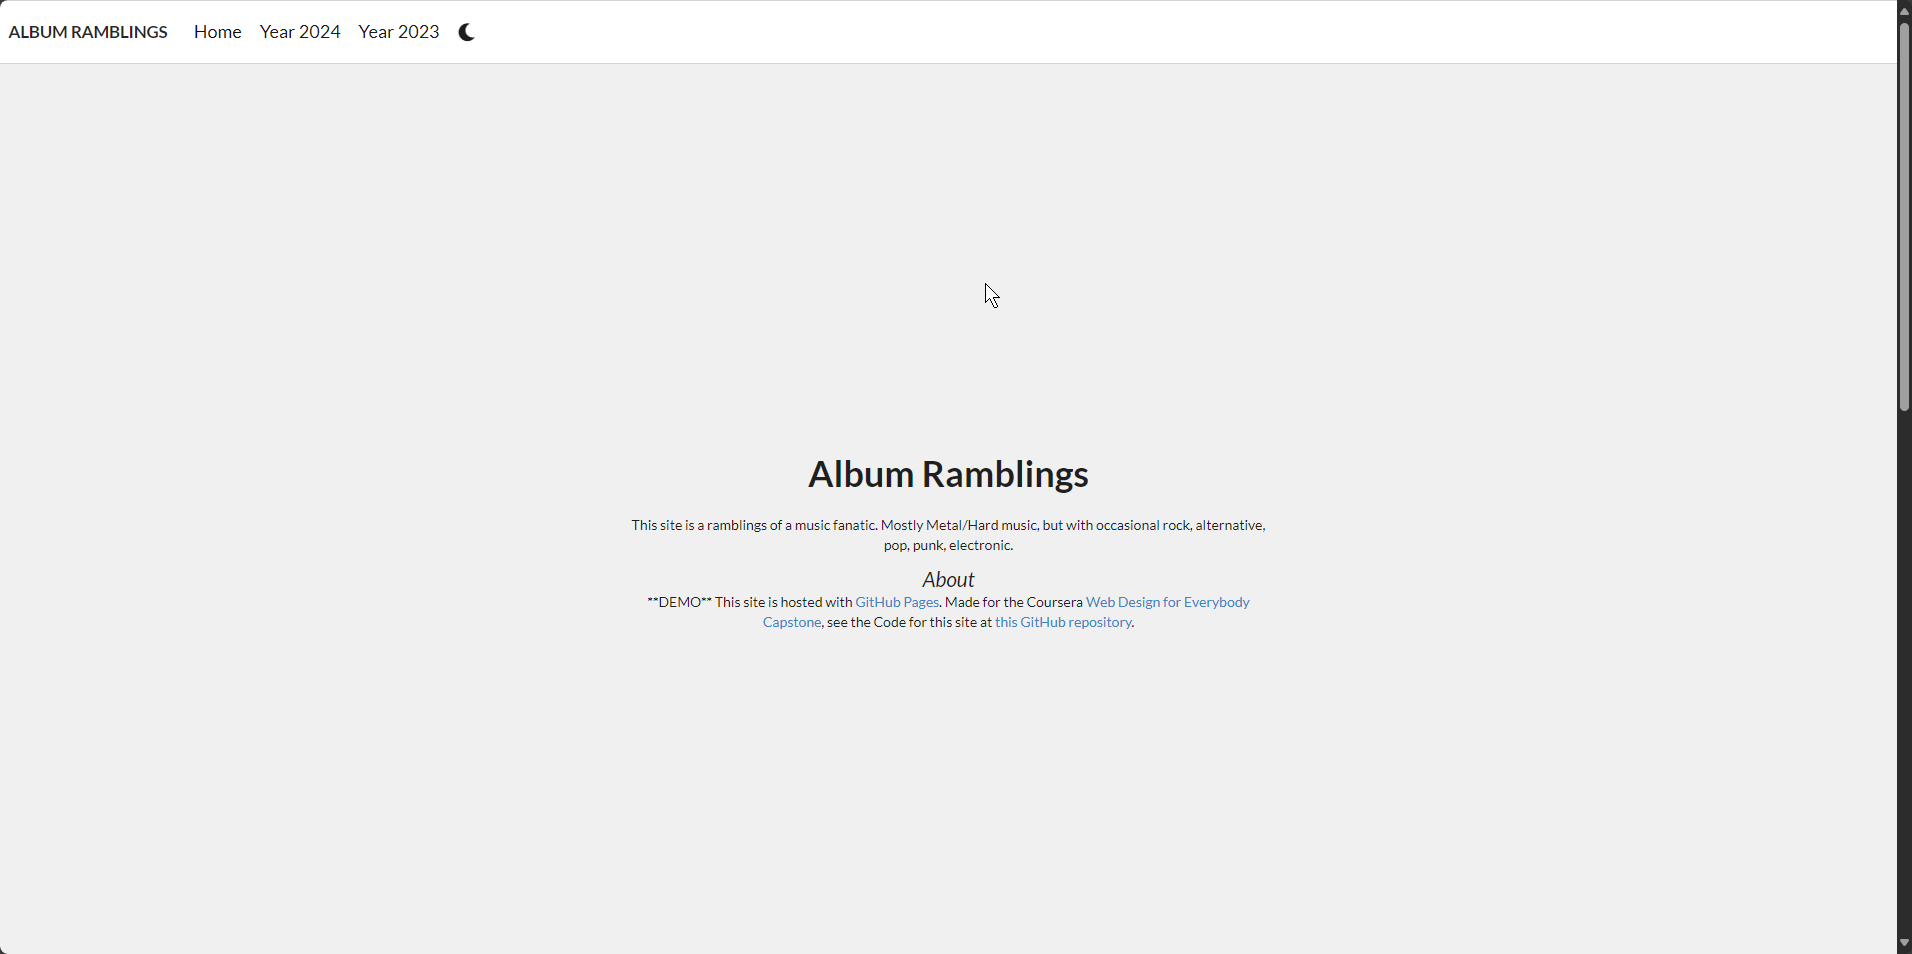 ALBUM RAMBLINGS Home Year 2024 Year 2023
Album Ramblings
This site is a ramblings of a music fanatic. Mostly Metal/Hard music, but with occasional rock, alternative,
pop, punk, electronic.
About
**DEMO** This site is hosted with GitHub Pages. Made for the Coursera Web Design for Everybody
Capstone, see the Code for this site at this GitHub repository.